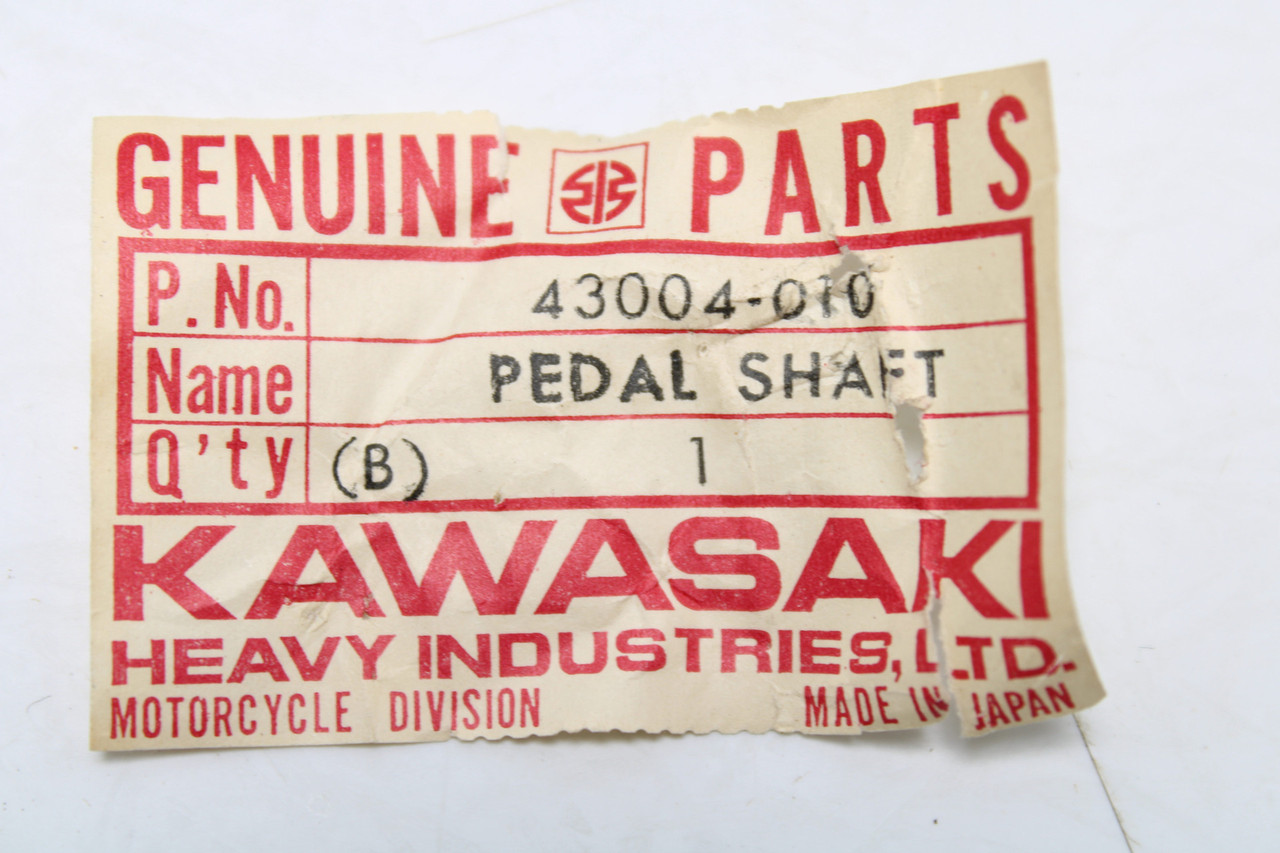 GENUINE PARTS
P. No. 43004-010
Name PEDAL SHAFT
Q'ty (B) 1
KAWASAKI
HEAVY INDUSTRIES, LTD.
MOTORCYCLE DIVISION MADE IN JAPAN